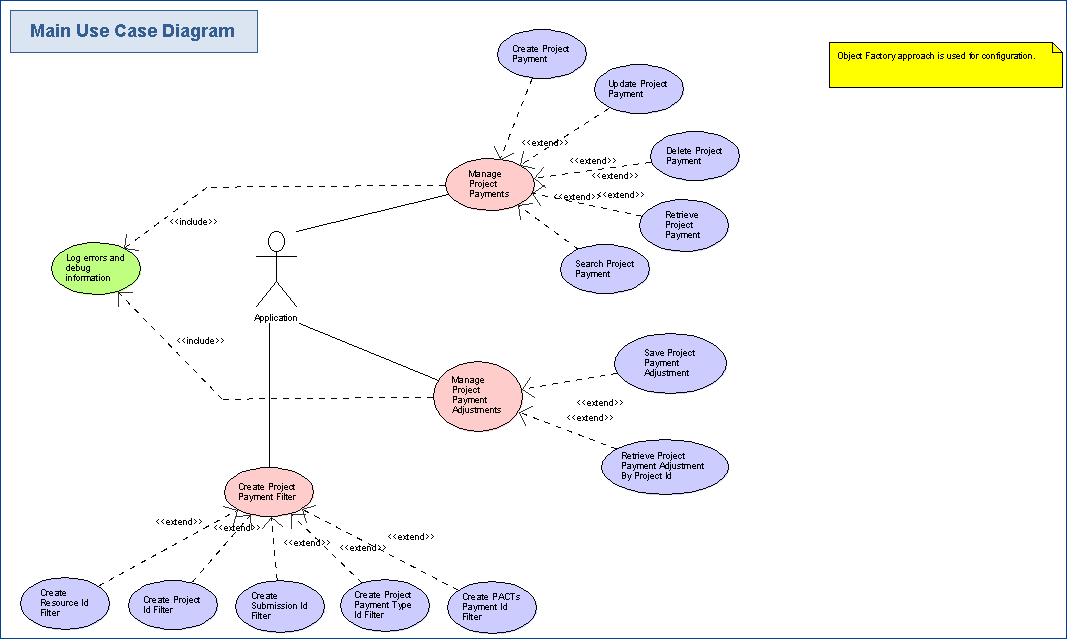 Main Use Case Diagram
Object Factory approach is used for configuration.
Create Project
Payment
Update Project
Payment
<<extend>>
Delete Project
Payment
<<extend>>
<<extend>>
Manage
Project
Payments
<<extend>>
<<extend>>
Retrieve
Project
Payment
<<include>>
Log errors and
debug
information
Search Project
Payment
Application
<<include>>
Save Project
Payment
Adjustment
Manage
Project
Payment
Adjustments
<<extend>>
<<extend>>
Retrieve Project
Payment Adjustment
By Project Id
Create Project
Payment Filter
<<extend>>
<<extend>>
<<extend>>
<<extend>>
<<extend>>
Create
Resource Id
Filter
Create Project
Id Filter
Create
Submission Id
Filter
Create Project
Payment Type
Id Filter
Create PACTs
Payment Id
Filter